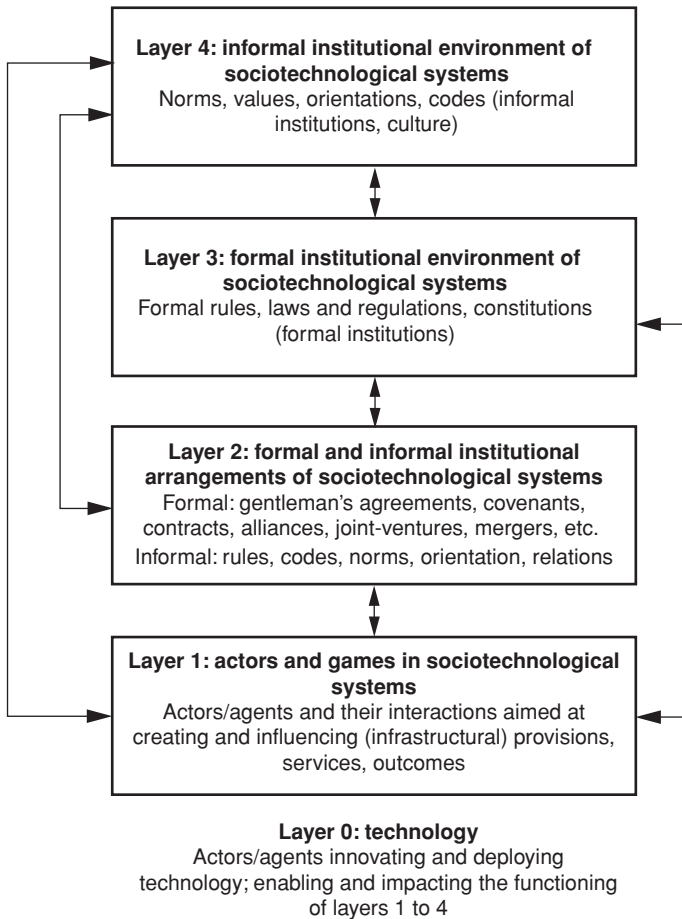 Layer 4: informal institutional environment of
sociotechnological systems
Norms, values, orientations, codes (informal
institutions, culture)
Layer 3: formal institutional environment of
sociotechnological systems
Formal rules, laws and regulations, constitutions
(formal institutions)
Layer 2: formal and informal institutional
arrangements of sociotechnological systems
Formal: gentleman’s agreements, covenants,
contracts, alliances, joint-ventures, mergers, etc.
Informal: rules, codes, norms, orientation, relations
Layer 1: actors and games in sociotechnological
systems
Actors/agents and their interactions aimed at
creating and influencing (infrastructural) provisions,
services, outcomes
Layer 0: technology
Actors/agents innovating and deploying
technology; enabling and impacting the functioning
of layers 1 to 4